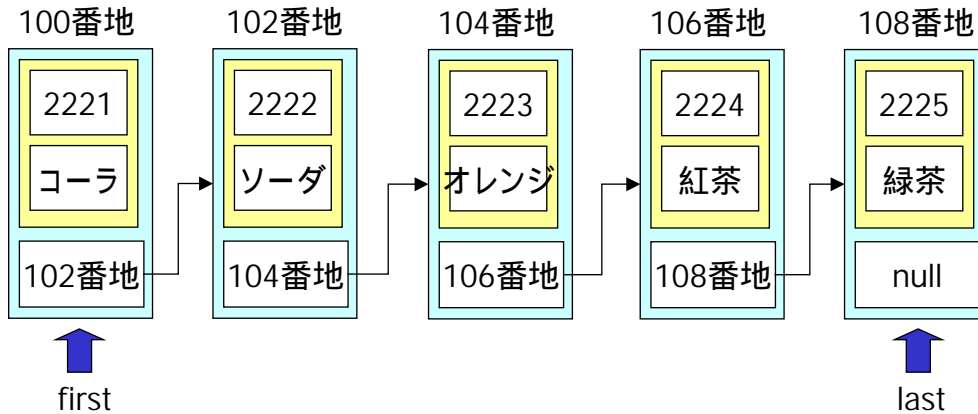 100番地
102番地
104番地
106番地
108番地
2221
2222
2223
2224
2225
コーラ
ソーダ
オレンジ
紅茶
緑茶
102番地
104番地
106番地
108番地
null
first
last